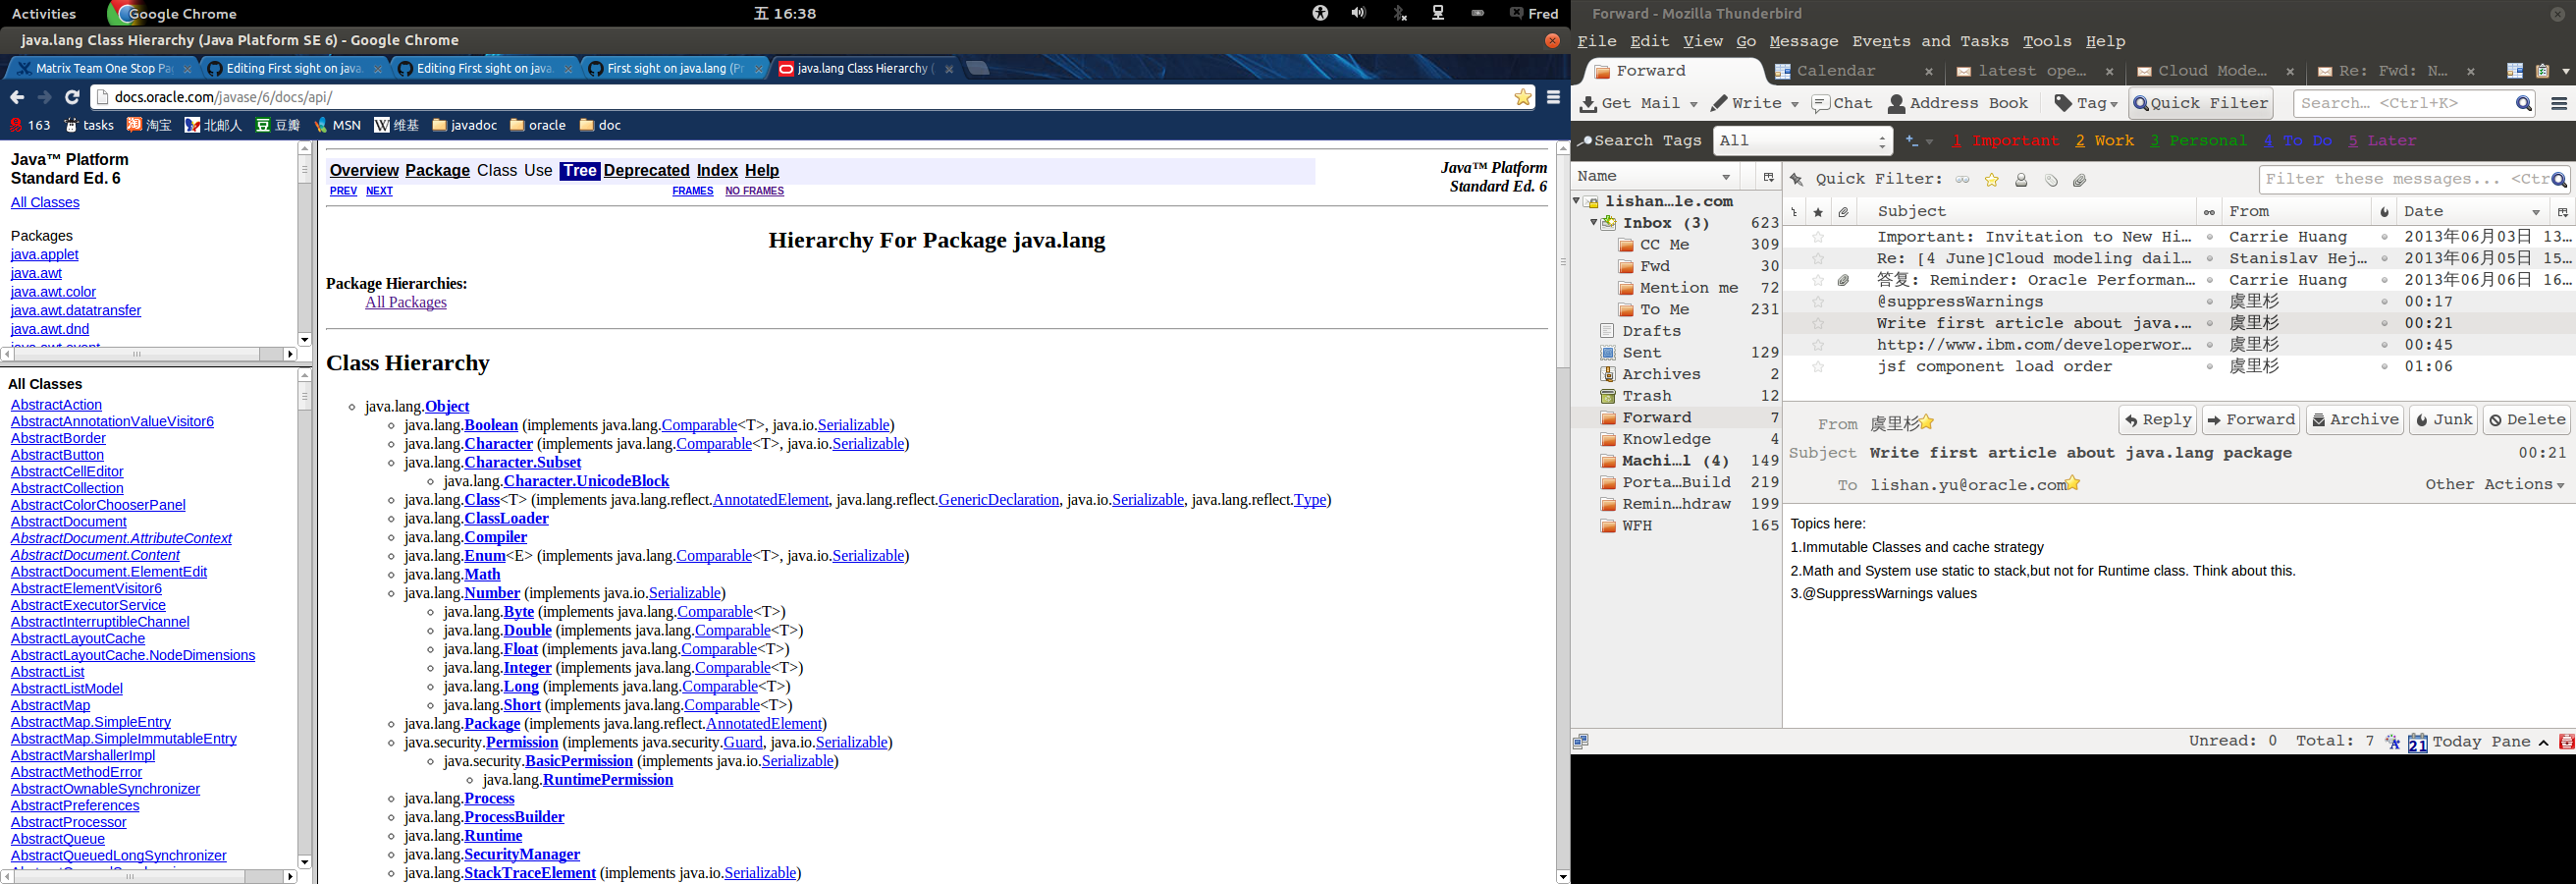 Activities
Google Chrome
五 16:38
Fred
java.lang Class Hierarchy (Java Platform SE 6) - Google Chrome
Matrix Team One Stop Pa
Editing First sight on java.
Editing First sight on java.
First sight on java.lang (Pr
java.lang Class Hierarchy (
docs.oracle.com/javase/6/docs/api/
163 tasks 淘宝 北邮人 豆瓣 MSN 维基 javadoc oracle doc
Java™ Platform
Standard Ed. 6
All Classes
Packages
java.applet
java.awt
java.awt.color
java.awt.datatransfer
java.awt.dnd
java.awt.event
All Classes
AbstractAction
AbstractAnnotationValueVisitor6
AbstractBorder
AbstractButton
AbstractCellEditor
AbstractCollection
AbstractColorChooserPanel
AbstractDocument
AbstractDocument.AttributeContext
AbstractDocument.Content
AbstractDocument.ElementEdit
AbstractElementVisitor6
AbstractExecutorService
AbstractInterruptibleChannel
AbstractLayoutCache
AbstractLayoutCache.NodeDimensions
AbstractList
AbstractListModel
AbstractMap
AbstractMap.SimpleEntry
AbstractMap.SimpleImmutableEntry
AbstractMarshallerImpl
AbstractMethodError
AbstractOwnableSynchronizer
AbstractPreferences
AbstractProcessor
AbstractQueue
AbstractQueuedLongSynchronizer
Overview Package Class Use Tree Deprecated Index Help
PREV NEXT FRAMES NO FRAMES
Java™ Platform
Standard Ed. 6
Hierarchy For Package java.lang
Package Hierarchies:
All Packages
Class Hierarchy
java.lang.Object
java.lang.Boolean (implements java.lang.Comparable<T>, java.io.Serializable)
java.lang.Character (implements java.lang.Comparable<T>, java.io.Serializable)
java.lang.Character.Subset
java.lang.Character.UnicodeBlock
java.lang.Class<T> (implements java.lang.reflect.AnnotatedElement, java.lang.reflect.GenericDeclaration, java.io.Serializable, java.lang.reflect.Type)
java.lang.ClassLoader
java.lang.Compiler
java.lang.Enum<E> (implements java.lang.Comparable<T>, java.io.Serializable)
java.lang.Math
java.lang.Number (implements java.io.Serializable)
java.lang.Byte (implements java.lang.Comparable<T>)
java.lang.Double (implements java.lang.Comparable<T>)
java.lang.Float (implements java.lang.Comparable<T>)
java.lang.Integer (implements java.lang.Comparable<T>)
java.lang.Long (implements java.lang.Comparable<T>)
java.lang.Short (implements java.lang.Comparable<T>)
java.lang.Package (implements java.lang.reflect.AnnotatedElement)
java.security.Permission (implements java.security.Guard, java.io.Serializable)
java.security.BasicPermission (implements java.io.Serializable)
java.lang.RuntimePermission
java.lang.Process
java.lang.ProcessBuilder
java.lang.Runtime
java.lang.SecurityManager
java.lang.StackTraceElement (implements java.io.Serializable)
Forward - Mozilla Thunderbird
File Edit View Go Message Events and Tasks Tools Help
Forward
Calendar
latest ope…
Cloud Mode…
Re: Fwd: N…
Get Mail Write Chat Address Book Tag Quick Filter Search… <Ctrl+K>
Search Tags All 1 Important 2 Work 3 Personal 4 To Do 5 Later
Name
lishan…le.com
Inbox (3) 623
CC Me 309
Fwd 30
Mention me 72
To Me 231
Drafts
Sent 129
Archives 2
Trash 12
Forward 7
Knowledge 4
Machi…l (4) 149
Porta…Build 219
Remin…hdraw 199
WFH 165
Quick Filter: Filter these messages... <Ctr
Subject From Date
Important: Invitation to New Hi… Carrie Huang 2013年06月03日 13…
Re: [4 June]Cloud modeling dail… Stanislav Hej… 2013年06月05日 15…
答复: Reminder: Oracle Performan… Carrie Huang 2013年06月06日 16…
@suppressWarnings 虞里杉 00:17
Write first article about java.… 虞里杉 00:21
http://www.ibm.com/developerwor… 虞里杉 00:45
jsf component load order 虞里杉 01:06
From 虞里杉 Reply Forward Archive Junk Delete
Subject Write first article about java.lang package 00:21
To lishan.yu@oracle.com Other Actions
Topics here:
1.Immutable Classes and cache strategy
2.Math and System use static to stack,but not for Runtime class. Think about this.
3.@SuppressWarnings values
Unread: 0 Total: 7 21 Today Pane